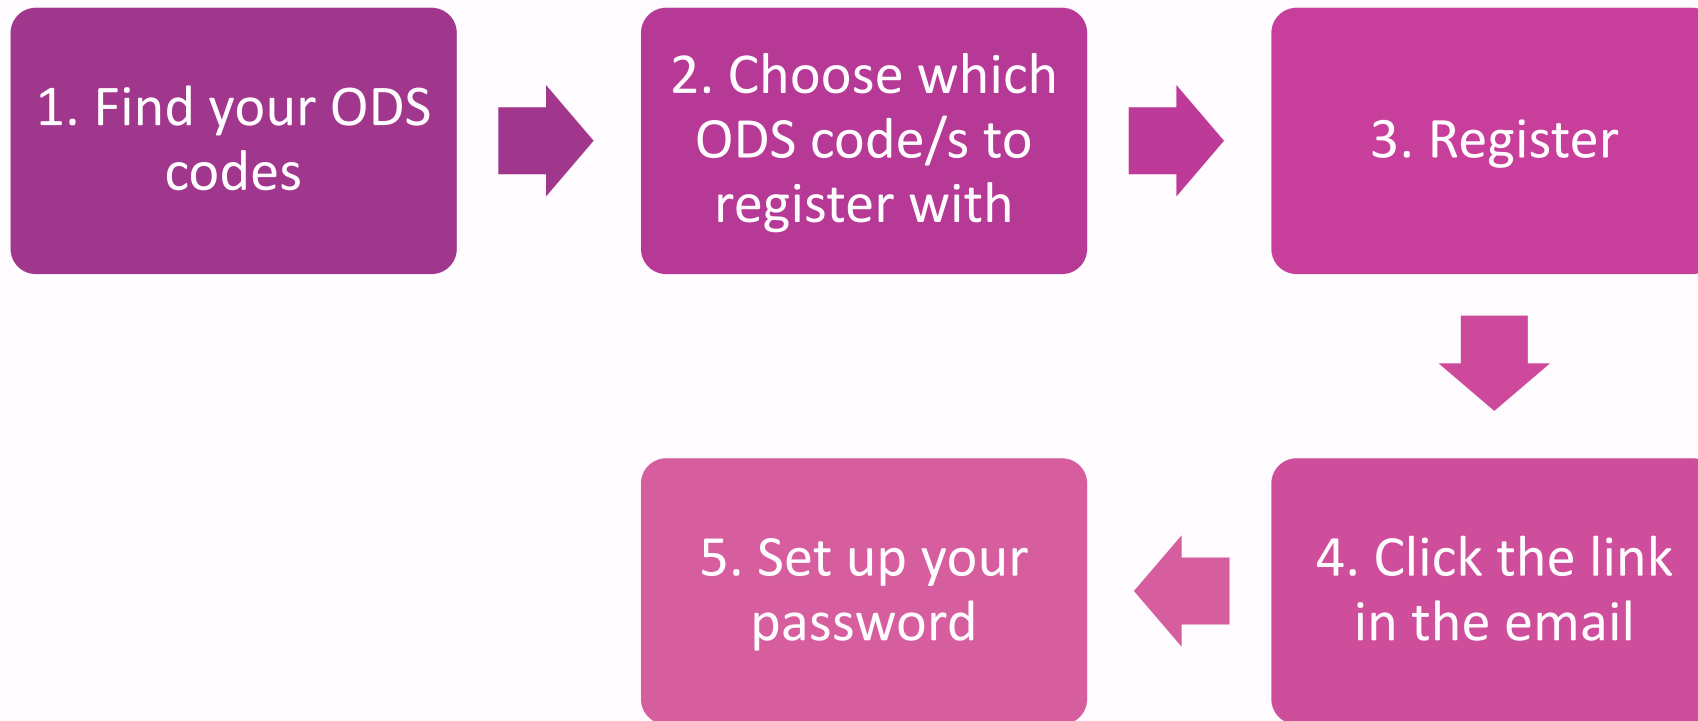 1. Find your ODS
codes
2. Choose which
ODS code/s to
register with
3. Register
4. Click the link
in the email
5. Set up your
password